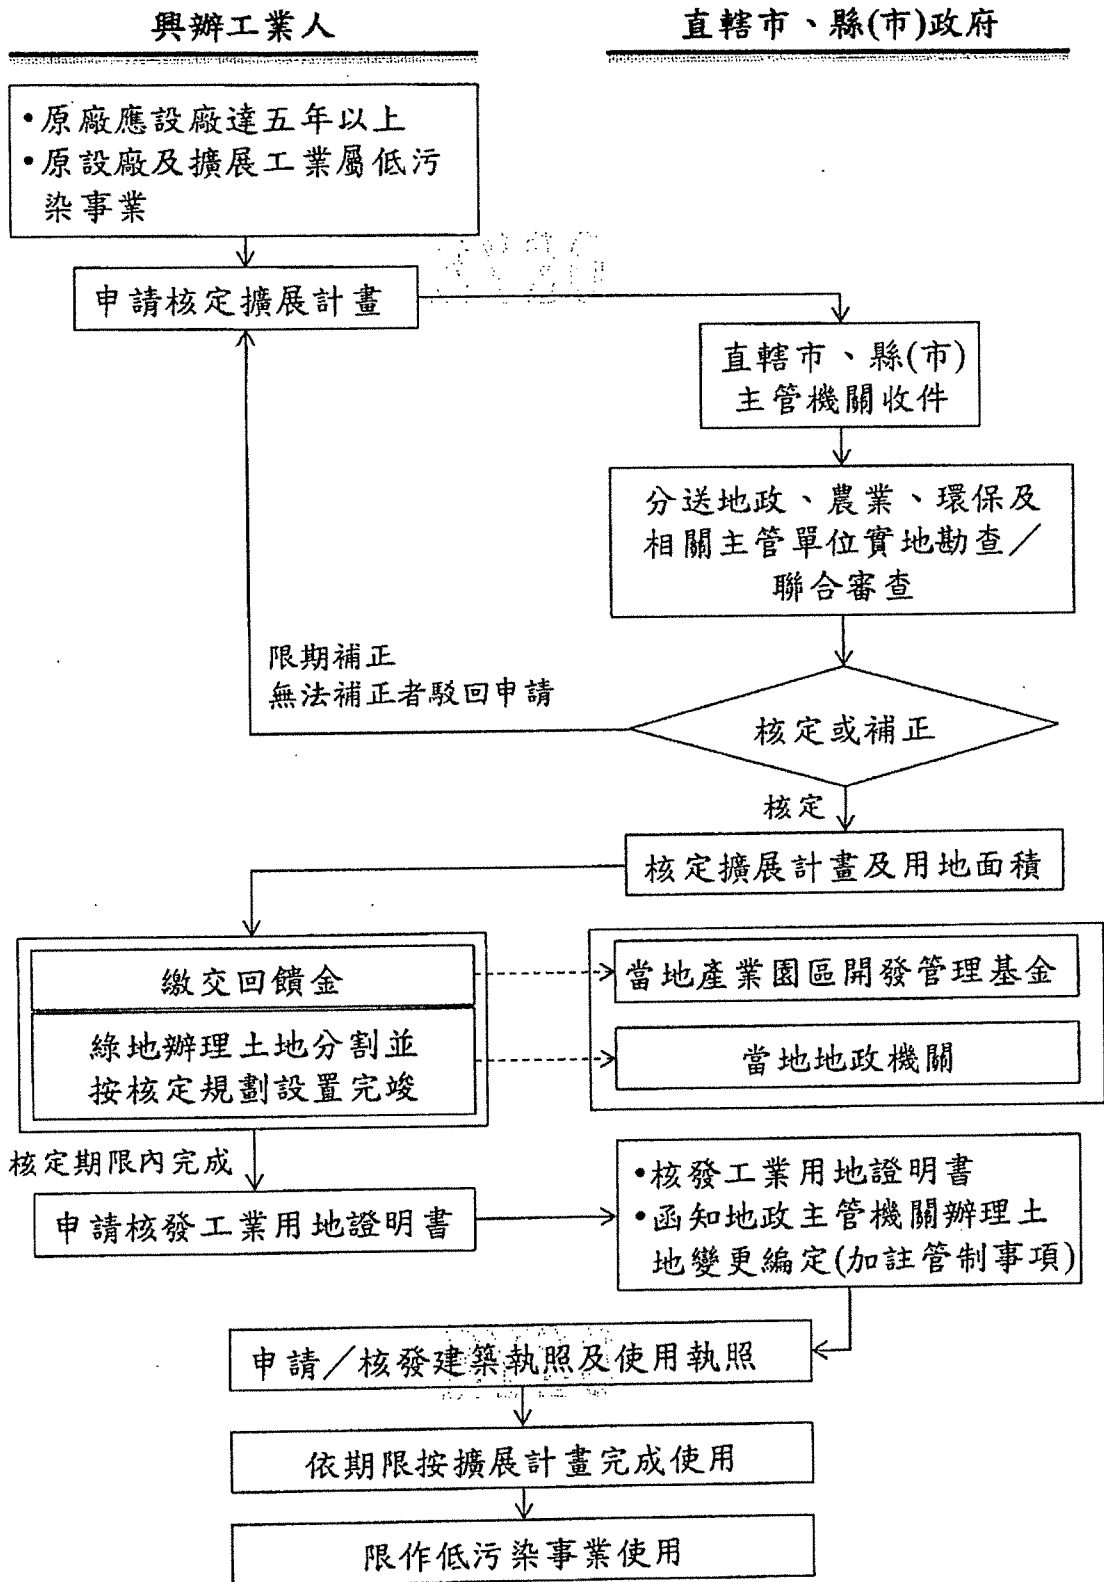 興辦工業人
直轄市、縣(市)政府
•原廠應設廠達五年以上
•原設廠及擴展工業屬低污
染事業
申請核定擴展計畫
直轄市、縣(市)
主管機關收件
分送地政、農業、環保及
相關主管單位實地勘查／
聯合審查
限期補正
無法補正者駁回申請
核定或補正
核定
核定擴展計畫及用地面積
繳交回饋金
當地產業園區開發管理基金
綠地辦理土地分割並
按核定規劃設置完竣
當地地政機關
核定期限內完成
申請核發工業用地證明書
•核發工業用地證明書
•函知地政主管機關辦理土
地變更編定(加註管制事項)
申請／核發建築執照及使用執照
依期限按擴展計畫完成使用
限作低污染事業使用